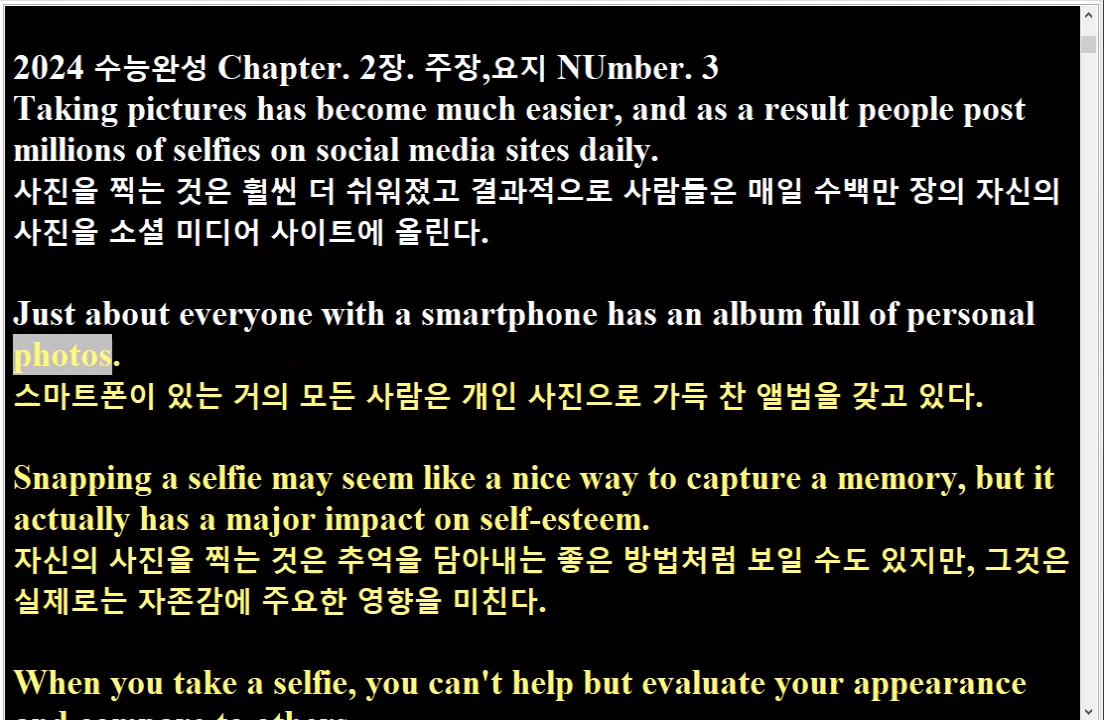 2024 수능완성 Chapter. 2장. 주장,요지 NUmber. 3
Taking pictures has become much easier, and as a result people post
millions of selfies on social media sites daily.
사진을 찍는 것은 훨씬 더 쉬워졌고 결과적으로 사람들은 매일 수백만 장의 자신의
사진을 소셜 미디어 사이트에 올린다.
Just about everyone with a smartphone has an album full of personal
photos.
스마트폰이 있는 거의 모든 사람은 개인 사진으로 가득 찬 앨범을 갖고 있다.
Snapping a selfie may seem like a nice way to capture a memory, but it
actually has a major impact on self-esteem.
자신의 사진을 찍는 것은 추억을 담아내는 좋은 방법처럼 보일 수도 있지만, 그것은
실제로는 자존감에 주요한 영향을 미친다.
When you take a selfie, you can't help but evaluate your appearance
and compare to others